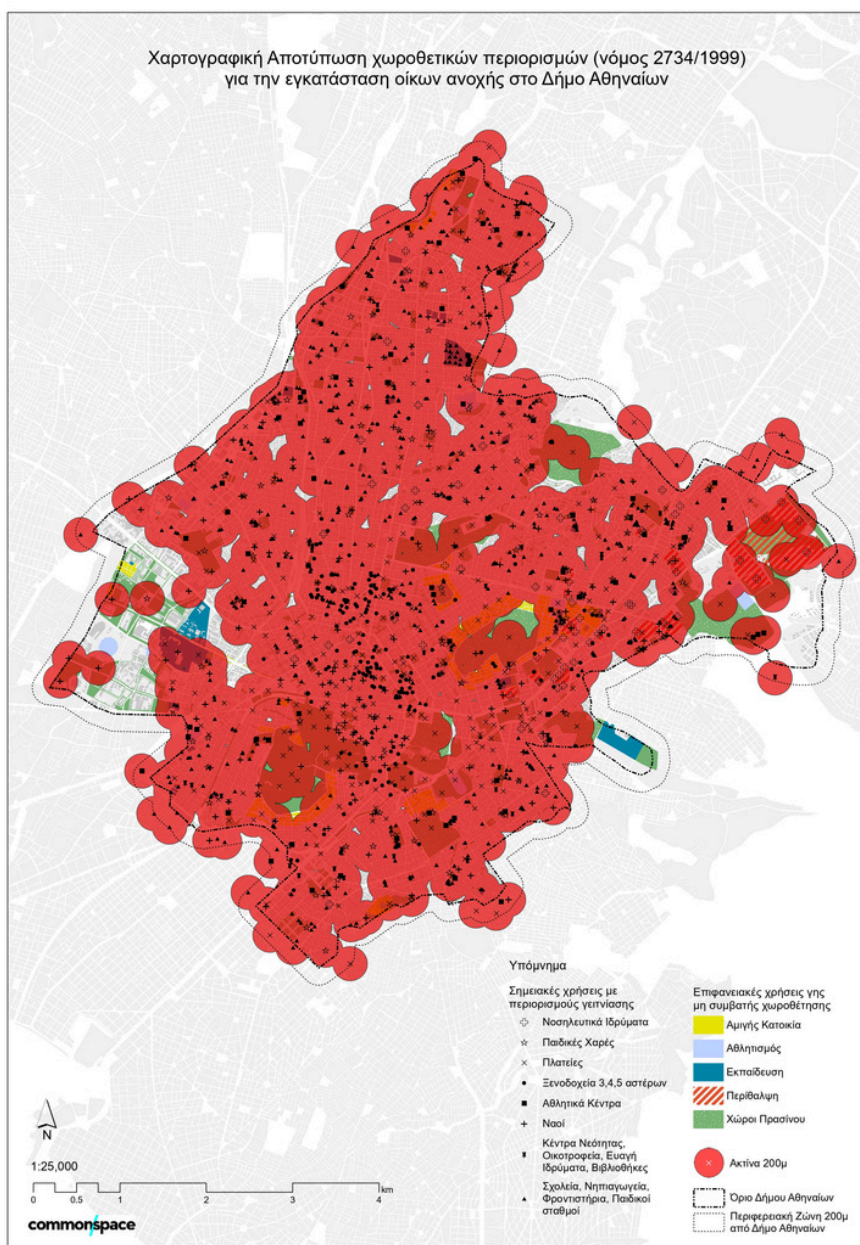 Χαρτογραφική Αποτύπωση χωροθετικών περιορισμών (νόμος 2734/1999)
για την εγκατάσταση οίκων ανοχής στο Δήμο Αθηναίων
Υπόμνημα
Σημειακές χρήσεις με
περιορισμούς γειτνίασης
Νοσηλευτικά Ιδρύματα
Παιδικές Χαρές
Πλατείες
Ξενοδοχεία 3,4,5 αστέρων
Αθλητικά Κέντρα
Ναοί
Κέντρα Νεότητας,
Οικοτροφεία, Ευαγή
Ιδρύματα, Βιβλιοθήκες
Σχολεία, Νηπιαγωγεία,
Φροντιστήρια, Παιδικοί
σταθμοί
Επιφανειακές χρήσεις γης
μη συμβατής χωροθέτησης
Αμιγής Κατοικία
Αθλητισμός
Εκπαίδευση
Περίθαλψη
Χώροι Πρασίνου
Ακτίνα 200μ
Όριο Δήμου Αθηναίων
Περιφερειακή Ζώνη 200μ
από Δήμο Αθηναίων
N
1:25,000
0 0.5 1 2 3 4 km
commonspace